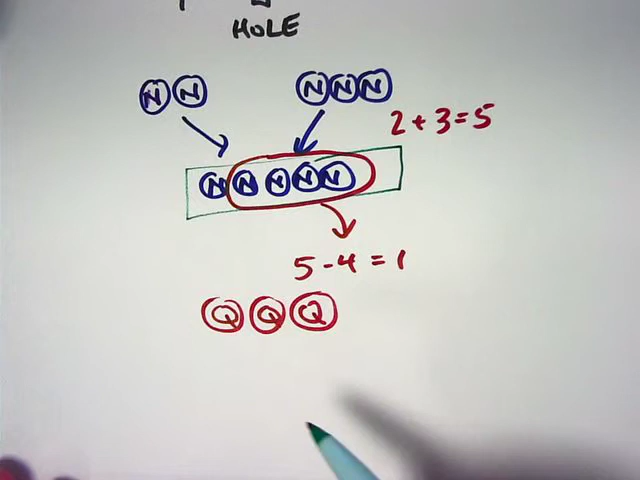 HOLE
N N N N N
2 + 3 = 5
N N N N N
5 - 4 = 1
Q Q Q